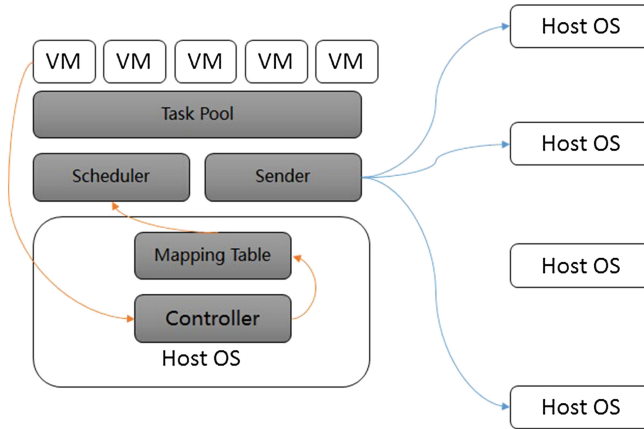 VM VM VM VM VM
Task Pool
Scheduler Sender
Mapping Table
Controller
Host OS
Host OS
Host OS
Host OS
Host OS